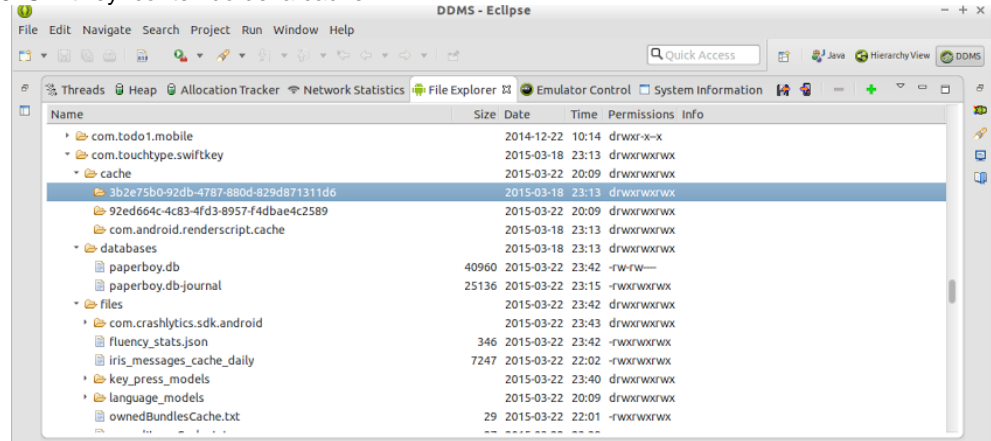 DDMS - Eclipse
File Edit Navigate Search Project Run Window Help
Quick Access Java Hierarchy View DDMS
Threads Heap Allocation Tracker Network Statistics File Explorer Emulator Control System Information
Name Size Date Time Permissions Info
com.todo1.mobile 2014-12-22 10:14 drwxr-x--x
com.touchtype.swiftkey 2015-03-18 23:13 drwxrwxrwx
cache 2015-03-22 20:09 drwxrwxrwx
3b2e75b0-92db-4787-880d-829d871311d6 2015-03-18 23:13 drwxrwxrwx
92ed664c-4c83-4fd3-8957-f4dbae4c2589 2015-03-22 20:09 drwxrwxrwx
com.android.renderscript.cache 2015-03-18 23:13 drwxrwxrwx
databases 2015-03-18 23:13 drwxrwxrwx
paperboy.db 40960 2015-03-22 23:42 -rw-rw----
paperboy.db-journal 25136 2015-03-22 23:15 -rwxrwxrwx
files 2015-03-22 23:42 drwxrwxrwx
com.crashlytics.sdk.android 2015-03-22 23:43 drwxrwxrwx
fluency_stats.json 346 2015-03-22 23:42 -rwxrwxrwx
iris_messages_cache_daily 7247 2015-03-22 22:02 -rwxrwxrwx
key_press_models 2015-03-22 23:40 drwxrwxrwx
language_models 2015-03-22 20:09 drwxrwxrwx
ownedBundlesCache.txt 29 2015-03-22 22:01 -rwxrwxrwx